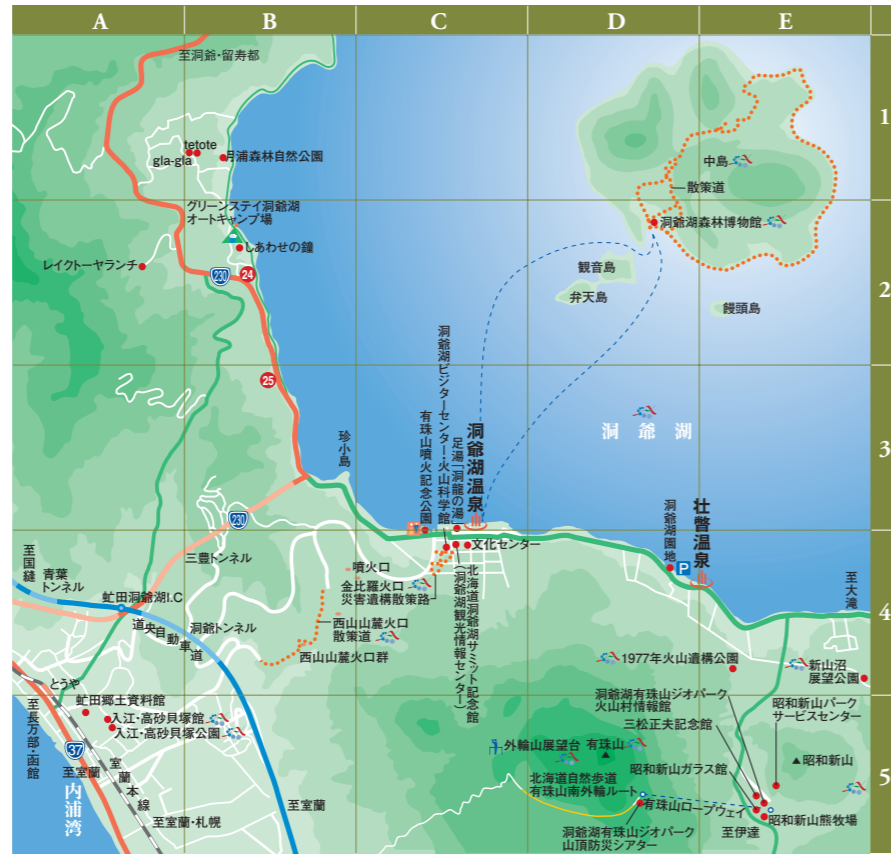 A
B
C
D
E
1
2
3
4
5
至洞爺・留寿都
tetote
gla-gla
月浦森林自然公園
グリーンステイ洞爺湖
オートキャンプ場
しあわせの鐘
レイクトーヤランチ
230
24
25
中島
散策道
洞爺湖森林博物館
観音島
弁天島
饅頭島
洞爺湖
珍小島
有珠山噴火記念公園
洞爺湖ビジターセンター・火山科学館
足湯「洞龍の湯」
洞爺湖温泉
洞爺湖園地
壮瞥温泉
P
230
三豊トンネル
至国縫
青葉
トンネル
虻田洞爺湖I.C
道央自動車道
洞爺トンネル
噴火口
金比羅火口
災害遺構散策路
西山山麓火口
散策道
西山山麓火口群
文化センター
北海道洞爺湖サミット記念館
(洞爺湖観光情報センター)
至大滝
1977年火山遺構公園
新山沼
展望公園
とうや
虻田郷土資料館
入江・高砂貝塚館
入江・高砂貝塚公園
至長万部・函館
37
内浦湾
至室蘭
室蘭本線
至室蘭・札幌
至室蘭
洞爺湖有珠山ジオパーク
火山村情報館
三松正夫記念館
昭和新山パーク
サービスセンター
外輪山展望台
有珠山
昭和新山ガラス館
昭和新山
北海道自然歩道
有珠山南外輪ルート
有珠山ロープウェイ
至伊達
昭和新山熊牧場
洞爺湖有珠山ジオパーク
山頂防災シアター